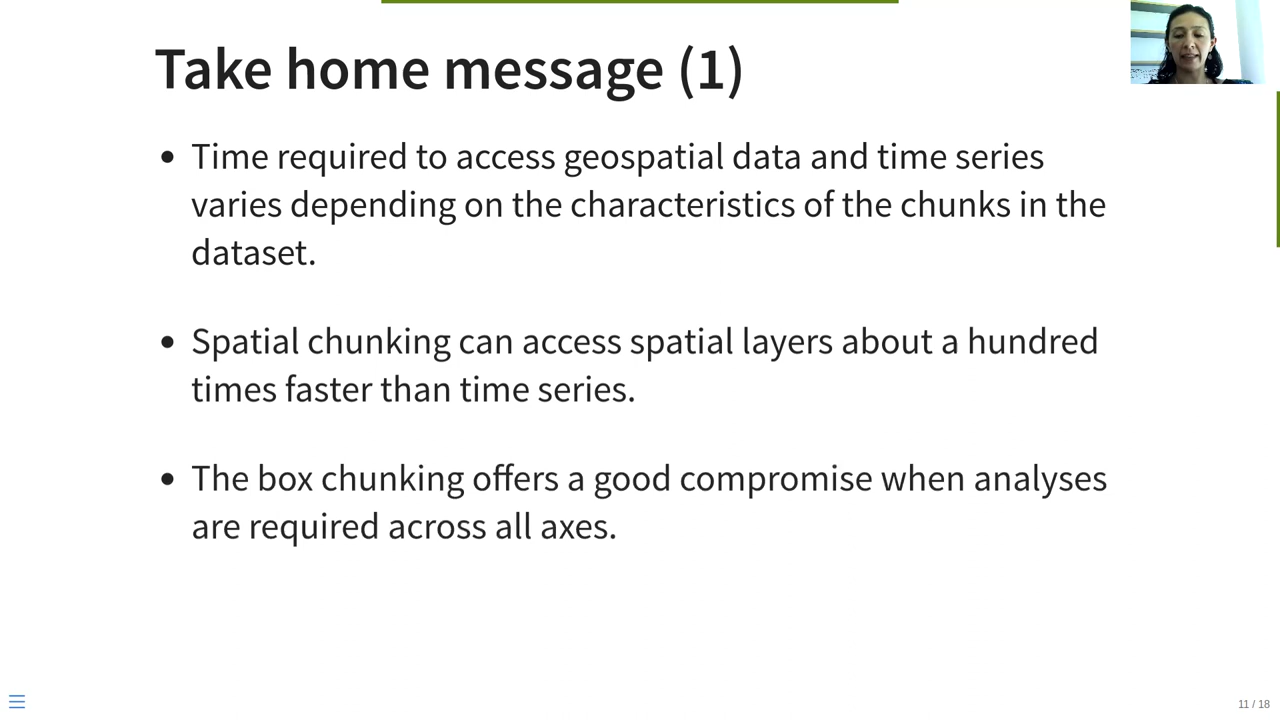 Take home message (1)
• Time required to access geospatial data and time series
varies depending on the characteristics of the chunks in the
dataset.
• Spatial chunking can access spatial layers about a hundred
times faster than time series.
• The box chunking offers a good compromise when analyses
are required across all axes.
11 / 18